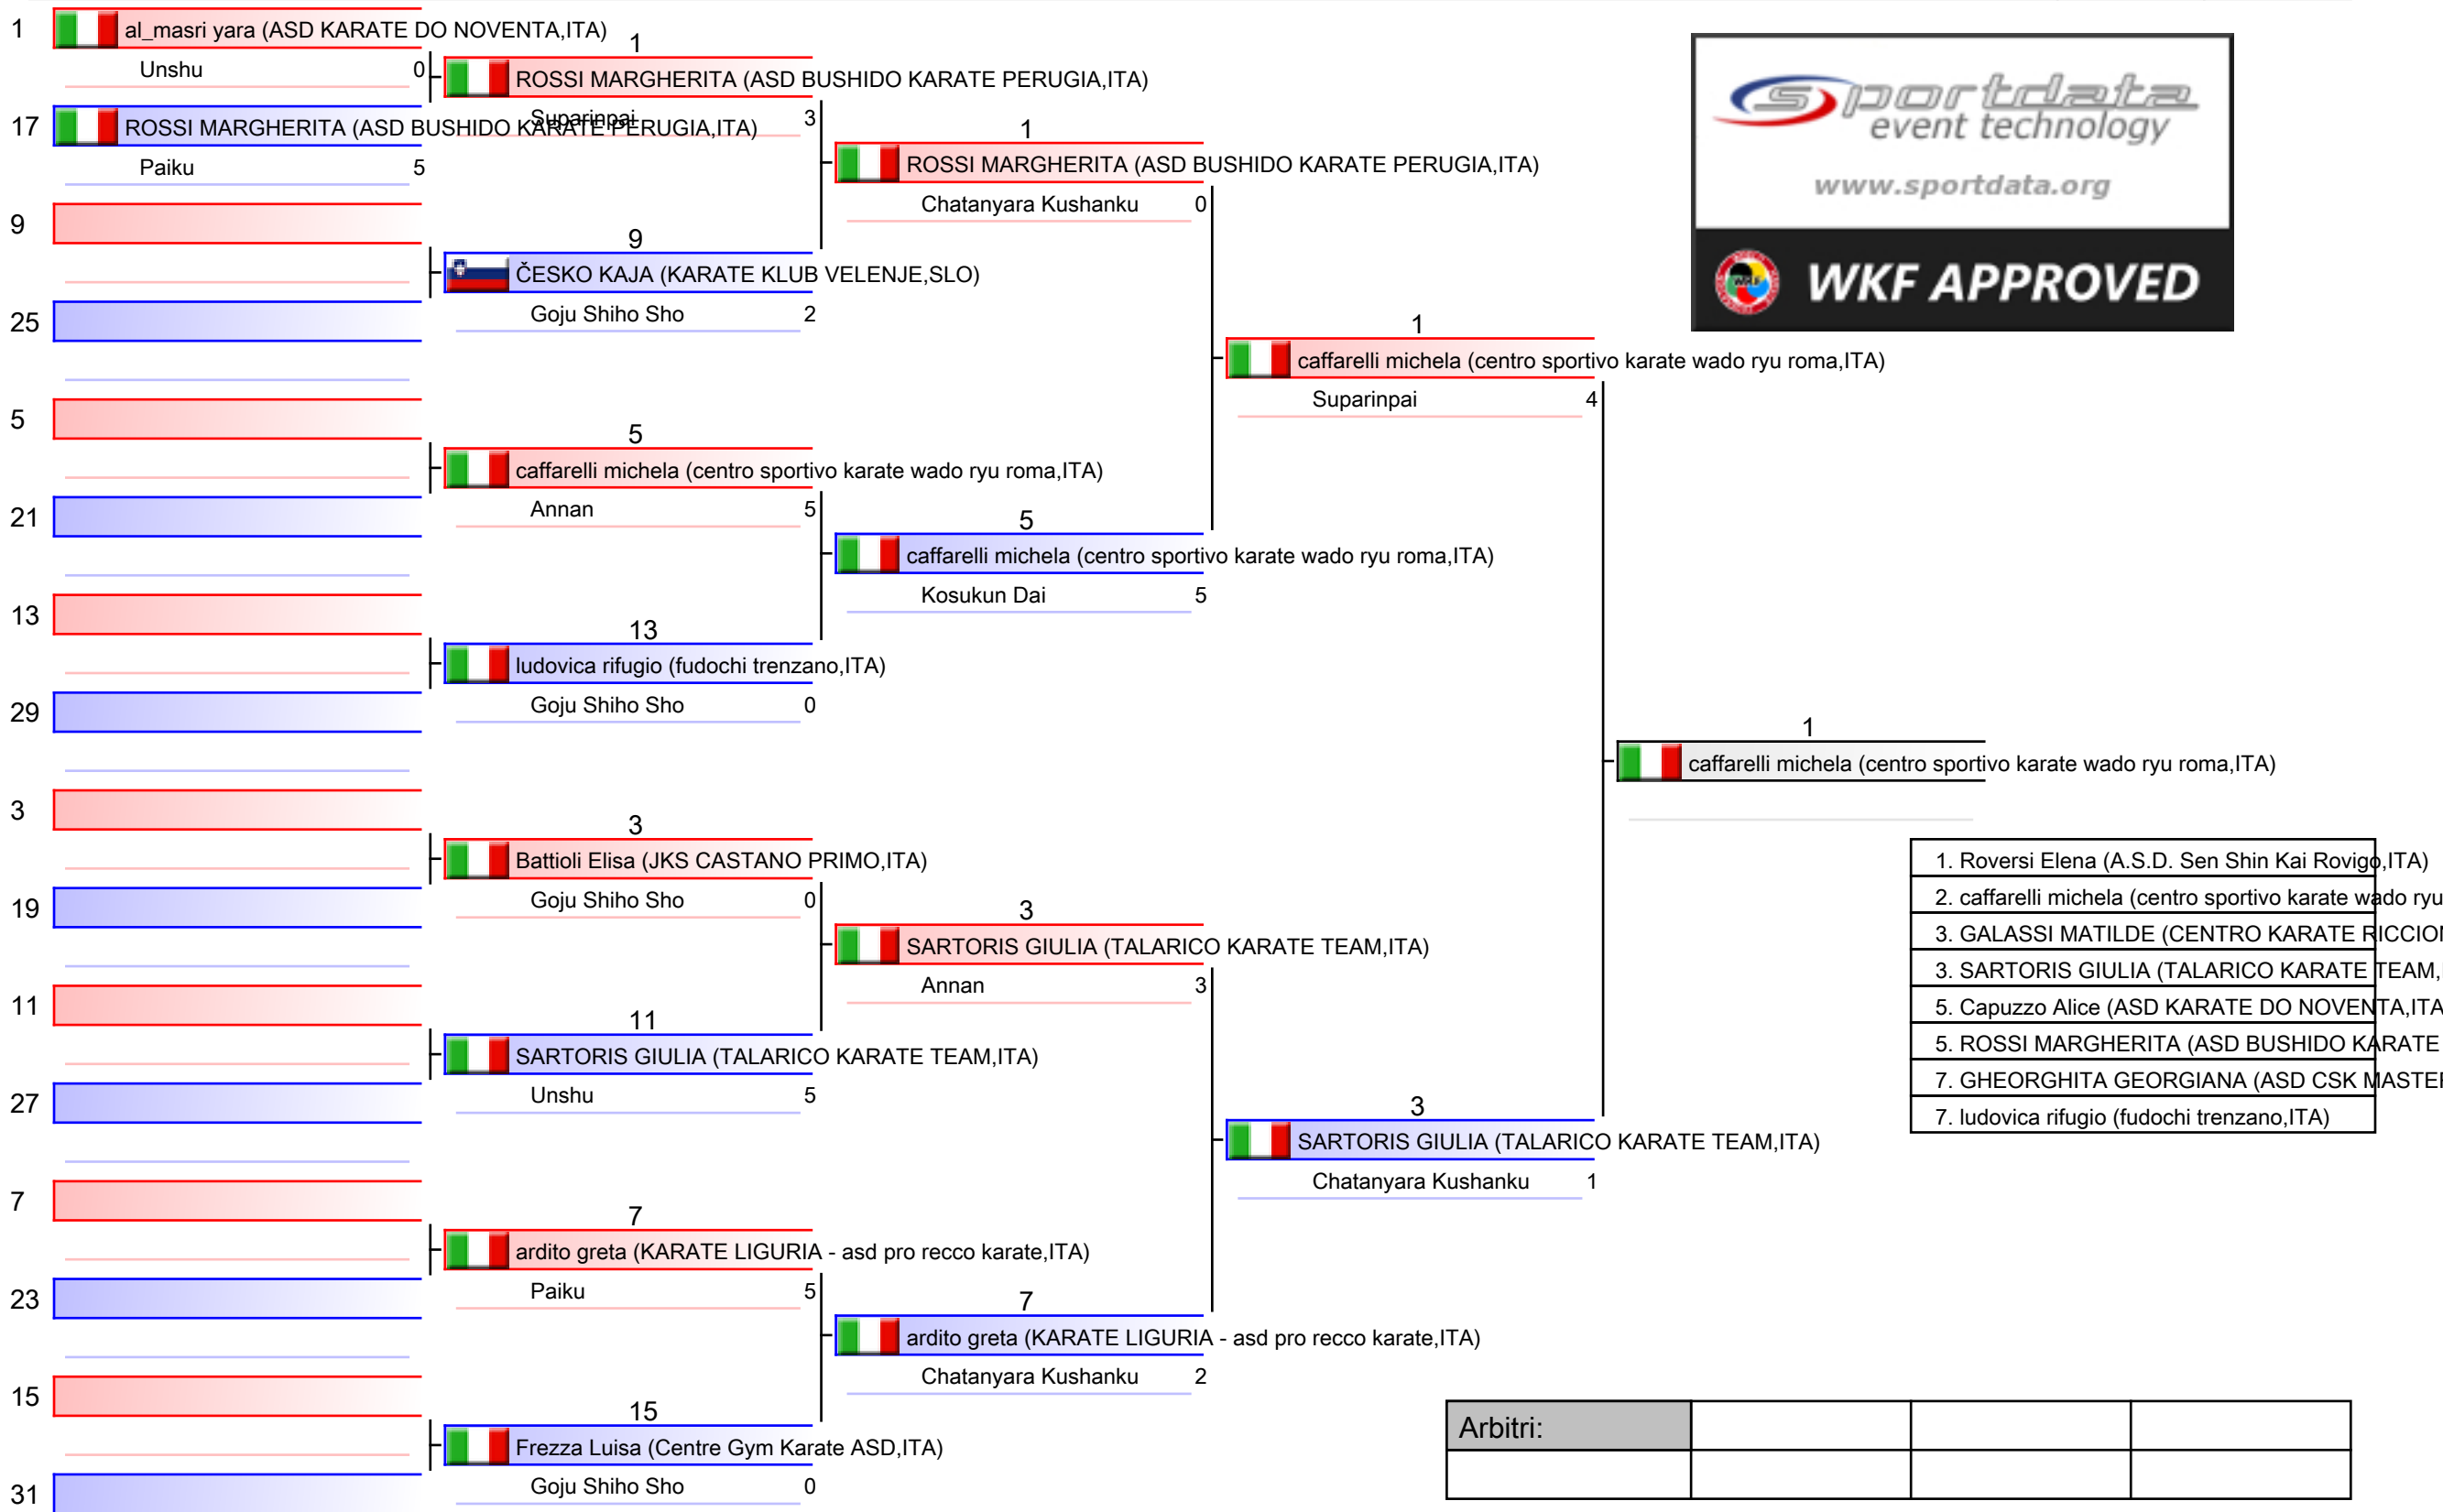 1
al_masri yara (ASD KARATE DO NOVENTA,ITA)
Unshu 0
17
ROSSI MARGHERITA (ASD BUSHIDO KARATE PERUGIA,ITA)
Paiku 5
9
25
5
21
13
29
3
19
11
27
7
23
15
31
1
ROSSI MARGHERITA (ASD BUSHIDO KARATE PERUGIA,ITA)
Suparinpai 3
9
ČESKO KAJA (KARATE KLUB VELENJE,SLO)
Goju Shiho Sho 2
5
caffarelli michela (centro sportivo karate wado ryu roma,ITA)
Annan 5
13
ludovica rifugio (fudochi trenzano,ITA)
Goju Shiho Sho 0
3
Battioli Elisa (JKS CASTANO PRIMO,ITA)
Goju Shiho Sho 0
11
SARTORIS GIULIA (TALARICO KARATE TEAM,ITA)
Unshu 5
7
ardito greta (KARATE LIGURIA - asd pro recco karate,ITA)
Paiku 5
15
Frezza Luisa (Centre Gym Karate ASD,ITA)
Goju Shiho Sho 0
1
ROSSI MARGHERITA (ASD BUSHIDO KARATE PERUGIA,ITA)
Chatanyara Kushanku 0
5
caffarelli michela (centro sportivo karate wado ryu roma,ITA)
Kosukun Dai 5
3
SARTORIS GIULIA (TALARICO KARATE TEAM,ITA)
Annan 3
7
ardito greta (KARATE LIGURIA - asd pro recco karate,ITA)
Chatanyara Kushanku 2
1
caffarelli michela (centro sportivo karate wado ryu roma,ITA)
Suparinpai 4
3
SARTORIS GIULIA (TALARICO KARATE TEAM,ITA)
Chatanyara Kushanku 1
1
caffarelli michela (centro sportivo karate wado ryu roma,ITA)
sportdata
event technology
www.sportdata.org
WKF APPROVED
1. Roversi Elena (A.S.D. Sen Shin Kai Rovigo,ITA)
2. caffarelli michela (centro sportivo karate wado ryu
3. GALASSI MATILDE (CENTRO KARATE RICCION
3. SARTORIS GIULIA (TALARICO KARATE TEAM,
5. Capuzzo Alice (ASD KARATE DO NOVENTA,ITA
5. ROSSI MARGHERITA (ASD BUSHIDO KARATE
7. GHEORGHITA GEORGIANA (ASD CSK MASTER
7. ludovica rifugio (fudochi trenzano,ITA)
Arbitri: